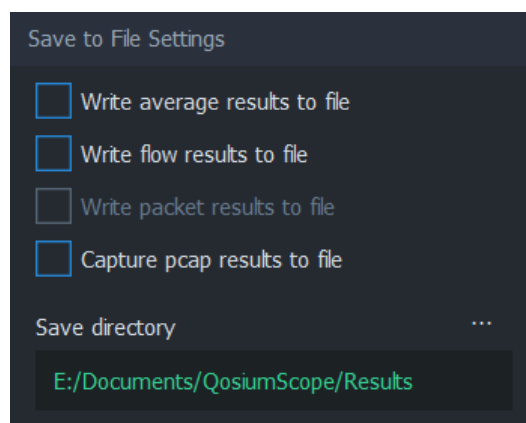 Save to File Settings
Write average results to file
Write flow results to file
Write packet results to file
Capture pcap results to file
Save directory ...
E:/Documents/QosiumScope/Results